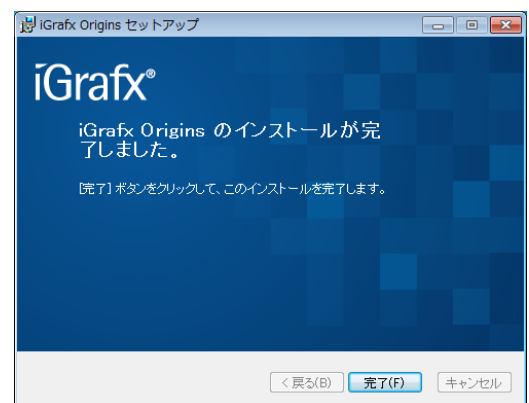 iGrafx Origins セットアップ
iGrafx®
iGrafx Origins のインストールが完
了しました。
[完了] ボタンをクリックして、このインストールを完了します。
< 戻る(B)
完了(F)
キャンセル